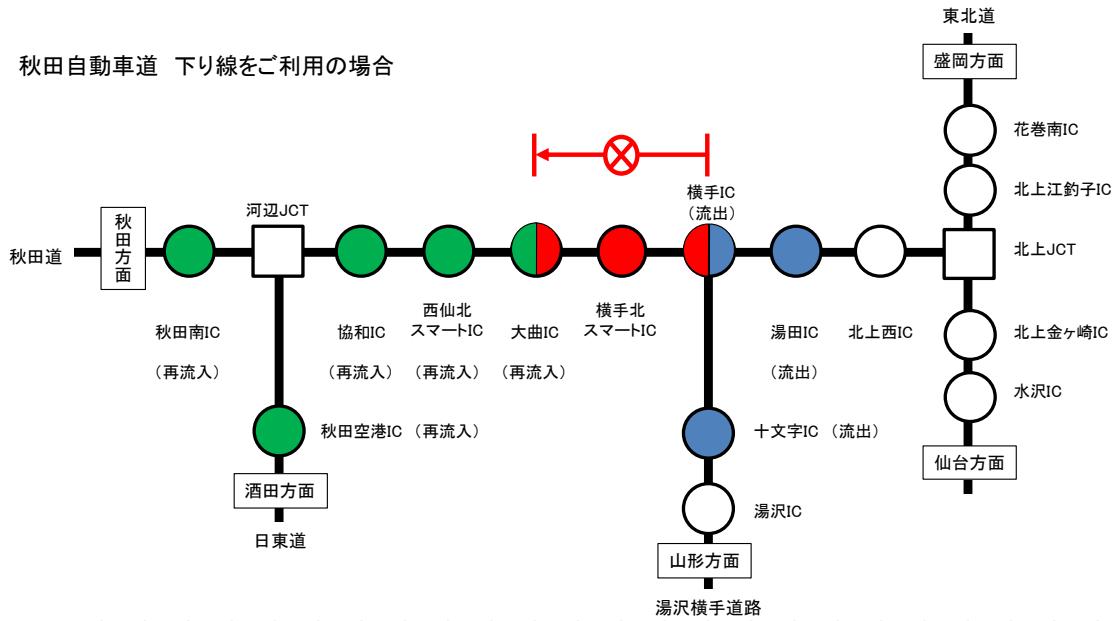 秋田自動車道 下り線をご利用の場合
東北道
盛岡方面
花巻南IC
北上江釣子IC
北上JCT
北上金ヶ崎IC
水沢IC
仙台方面
秋田道
秋田方面
河辺JCT
横手IC
（流出）
秋田南IC
（再流入）
協和IC
（再流入）
西仙北
スマートIC
（再流入）
大曲IC
（再流入）
横手北
スマートIC
湯田IC
（流出）
北上西IC
秋田空港IC （再流入）
酒田方面
日東道
十文字IC （流出）
湯沢IC
山形方面
湯沢横手道路